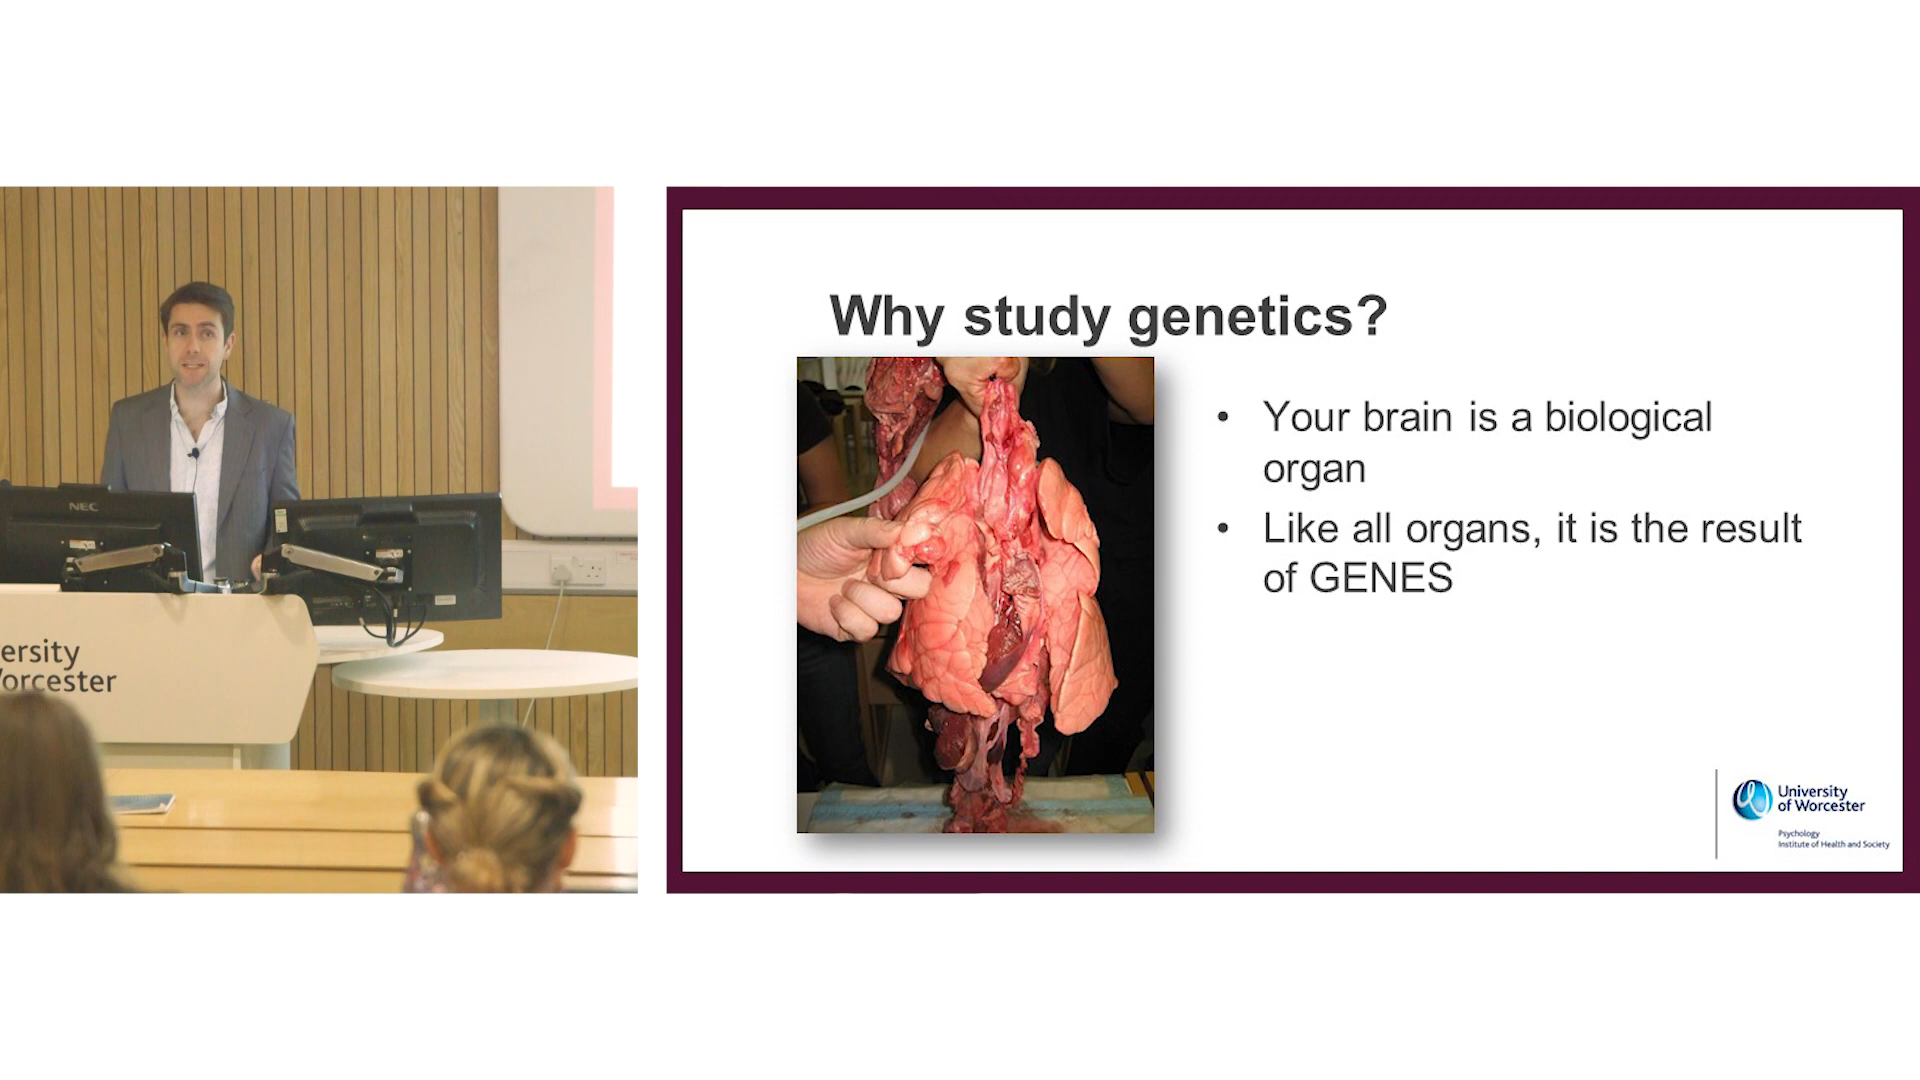 NEC
ersity
orcester
Why study genetics?
• Your brain is a biological
organ
• Like all organs, it is the result
of GENES
University
of Worcester
Psychology
Institute of Health and Society